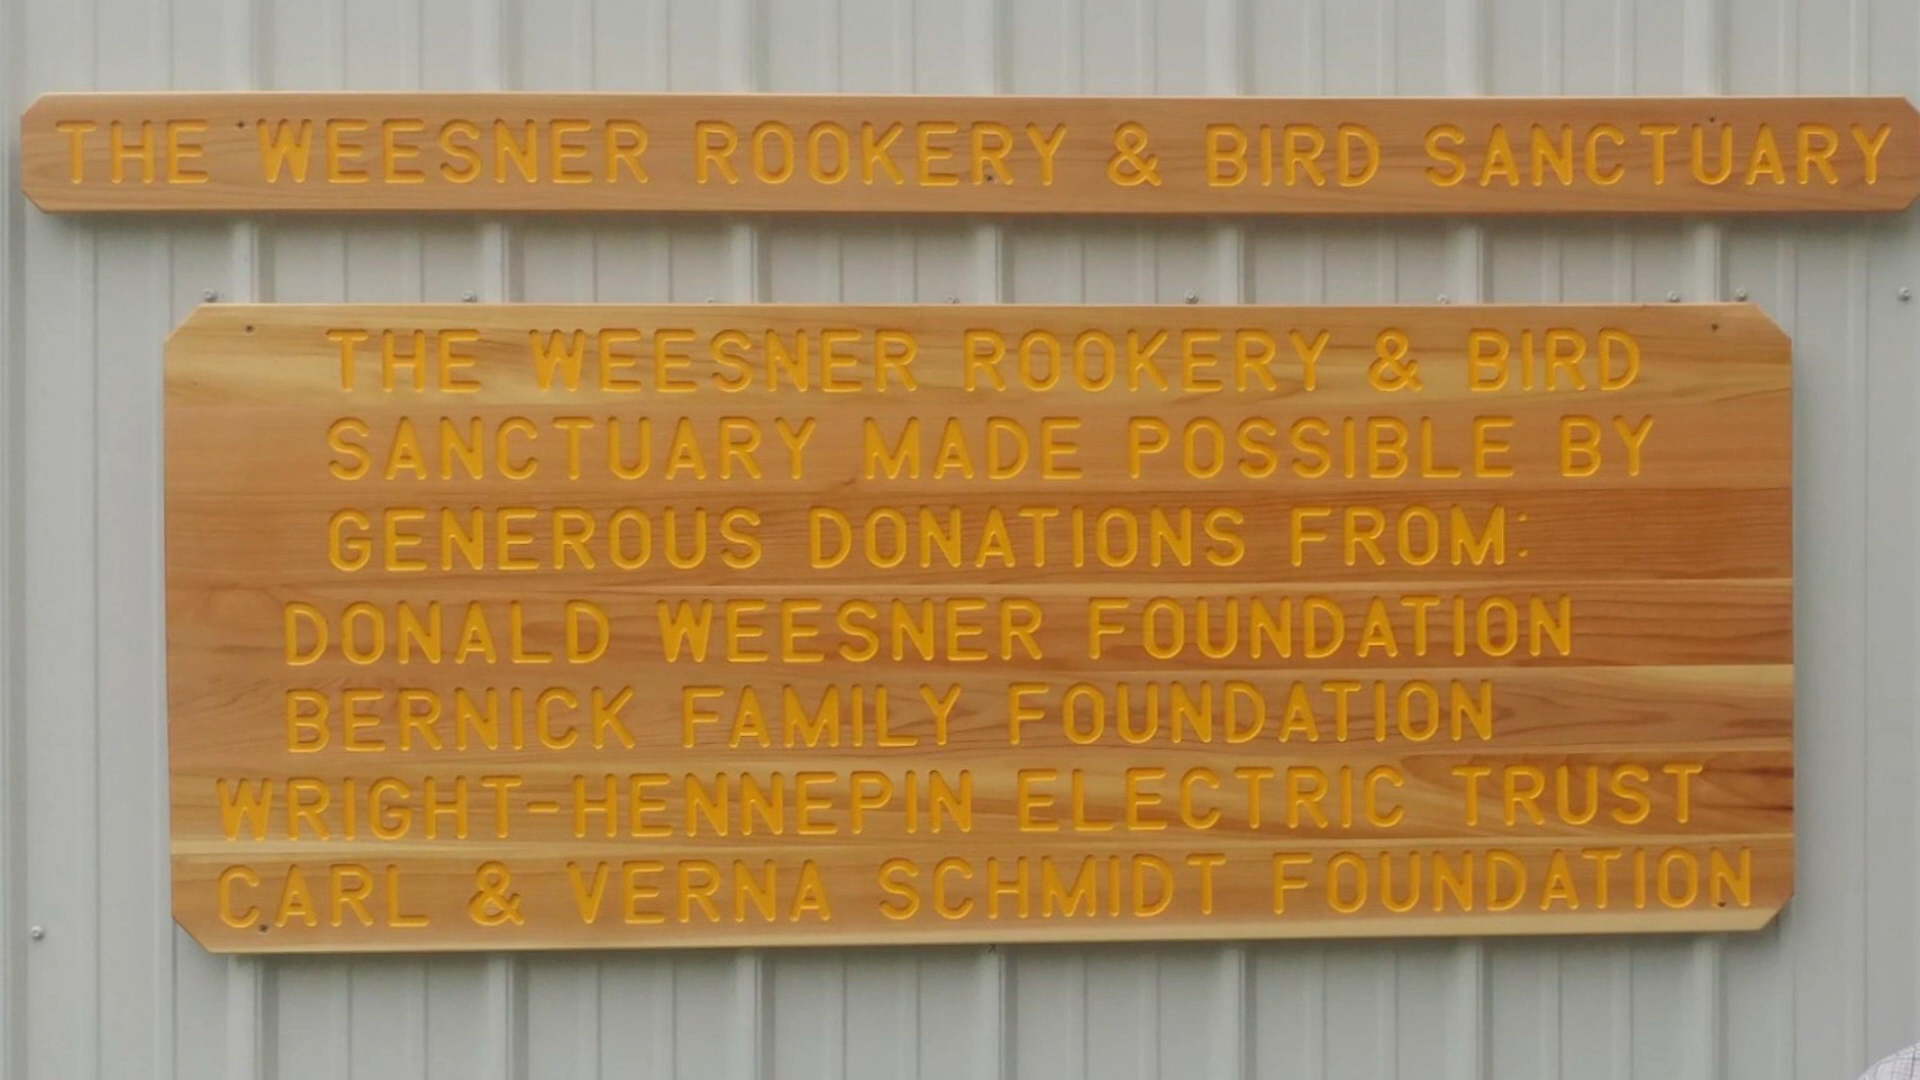 THE WEESNER ROOKERY & BIRD SANCTUARY
THE WEESNER ROOKERY & BIRD
SANCTUARY MADE POSSIBLE BY
GENEROUS DONATIONS FROM:
DONALD WEESNER FOUNDATION
BERNICK FAMILY FOUNDATION
WRIGHT-HENNEPIN ELECTRIC TRUST
CARL & VERNA SCHMIDT FOUNDATION